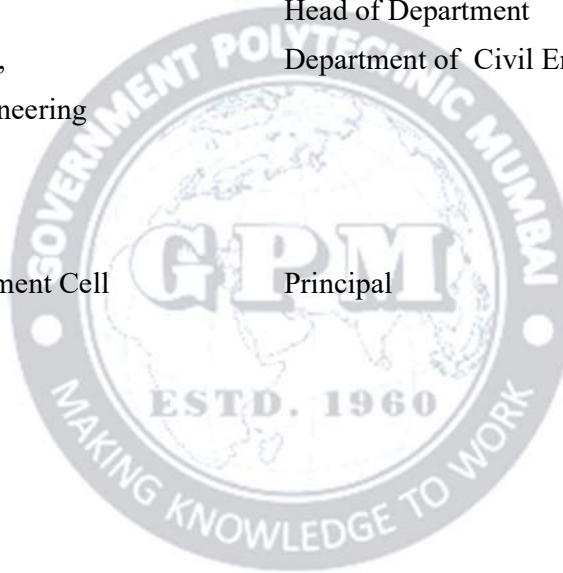 Head of Department
,
Department of Civil En
neering
ment Cell
Principal
GOVERNMENT POLYTECHNIC MUMBAI
GPM
ESTD. 1960
MAKING KNOWLEDGE TO WORK